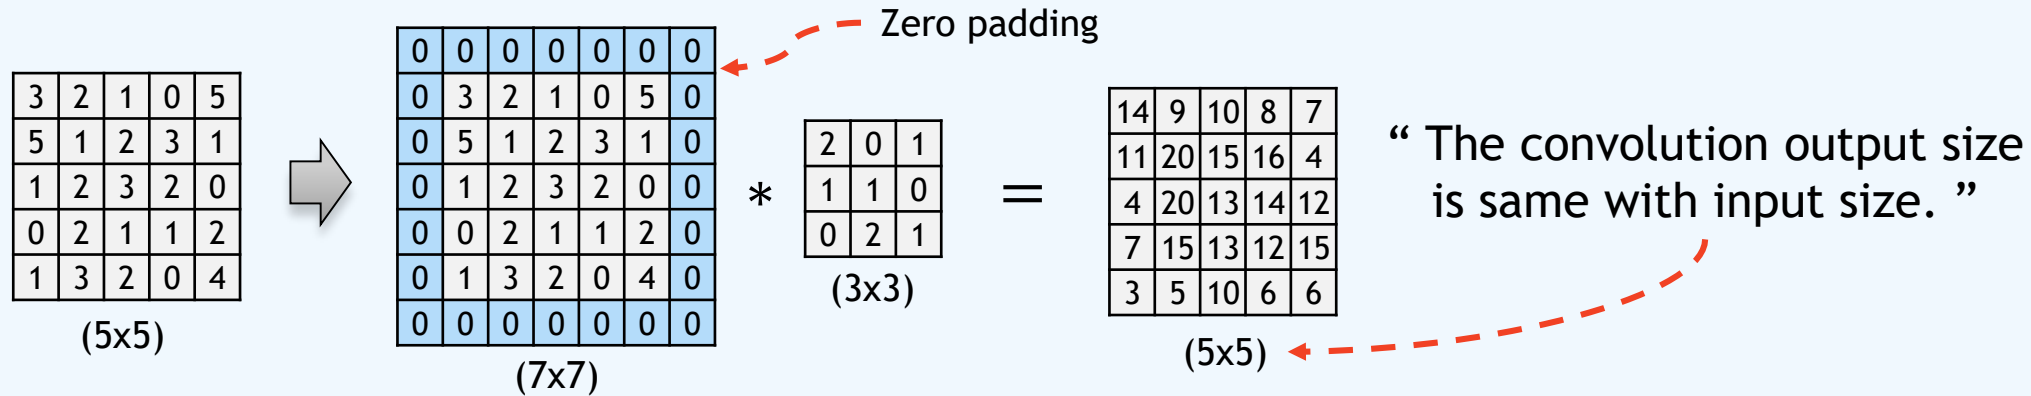 Zero padding
3 2 1 0 5
5 1 2 3 1
1 2 3 2 0
0 2 1 1 2
1 3 2 0 4
(5x5)
0 0 0 0 0 0 0
0 3 2 1 0 5 0
0 5 1 2 3 1 0
0 1 2 3 2 0 0
0 0 2 1 1 2 0
0 1 3 2 0 4 0
0 0 0 0 0 0 0
(7x7)
*
2 0 1
1 1 0
0 2 1
(3x3)
=
14 9 10 8 7
11 20 15 16 4
4 20 13 14 12
7 15 13 12 15
3 5 10 6 6
(5x5)
“ The convolution output size
is same with input size. ”